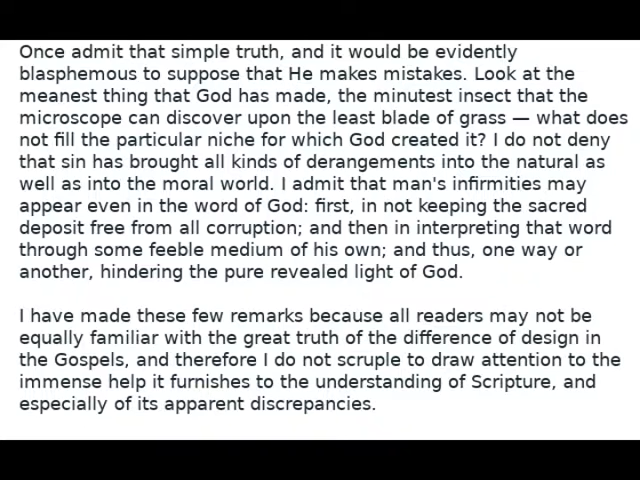 Once admit that simple truth, and it would be evidently
blasphemous to suppose that He makes mistakes. Look at the
meanest thing that God has made, the minutest insect that the
microscope can discover upon the least blade of grass — what does
not fill the particular niche for which God created it? I do not deny
that sin has brought all kinds of derangements into the natural as
well as into the moral world. I admit that man's infirmities may
appear even in the word of God: first, in not keeping the sacred
deposit free from all corruption; and then in interpreting that word
through some feeble medium of his own; and thus, one way or
another, hindering the pure revealed light of God.

I have made these few remarks because all readers may not be
equally familiar with the great truth of the difference of design in
the Gospels, and therefore I do not scruple to draw attention to the
immense help it furnishes to the understanding of Scripture, and
especially of its apparent discrepancies.